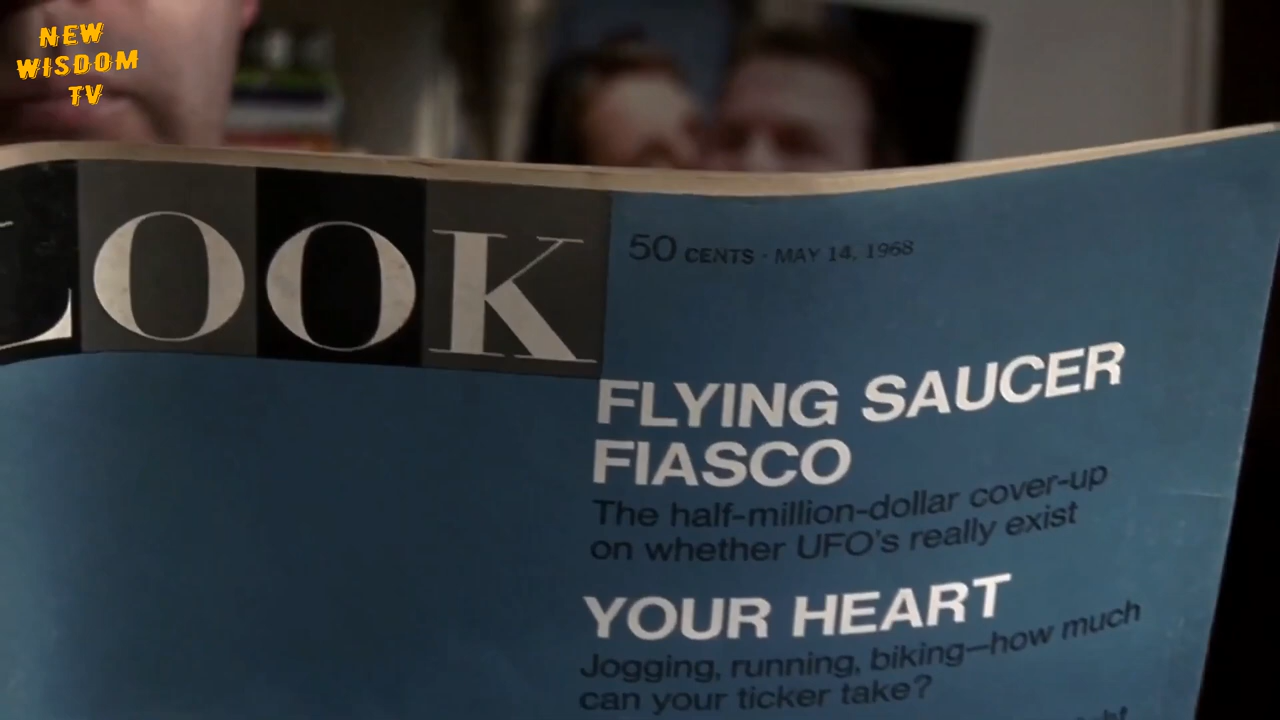 NEW
WISDOM
TV
LOOK
50 CENTS · MAY 14, 1968
FLYING SAUCER
FIASCO
The half-million-dollar cover-up
on whether UFO's really exist
YOUR HEART
Jogging, running, biking—how much
can your ticker take?